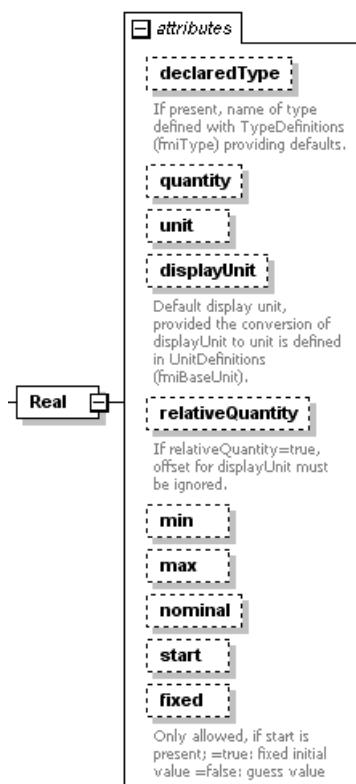 attributes
declaredType
If present, name of type
defined with TypeDefinitions
(fmiType) providing defaults.
quantity
unit
displayUnit
Default display unit,
provided the conversion of
displayUnit to unit is defined
in UnitDefinitions
(fmiBaseUnit).
Real
relativeQuantity
If relativeQuantity=true,
offset for displayUnit must
be ignored.
min
max
nominal
start
fixed
Only allowed, if start is
present; =true: fixed initial
value =false: guess value